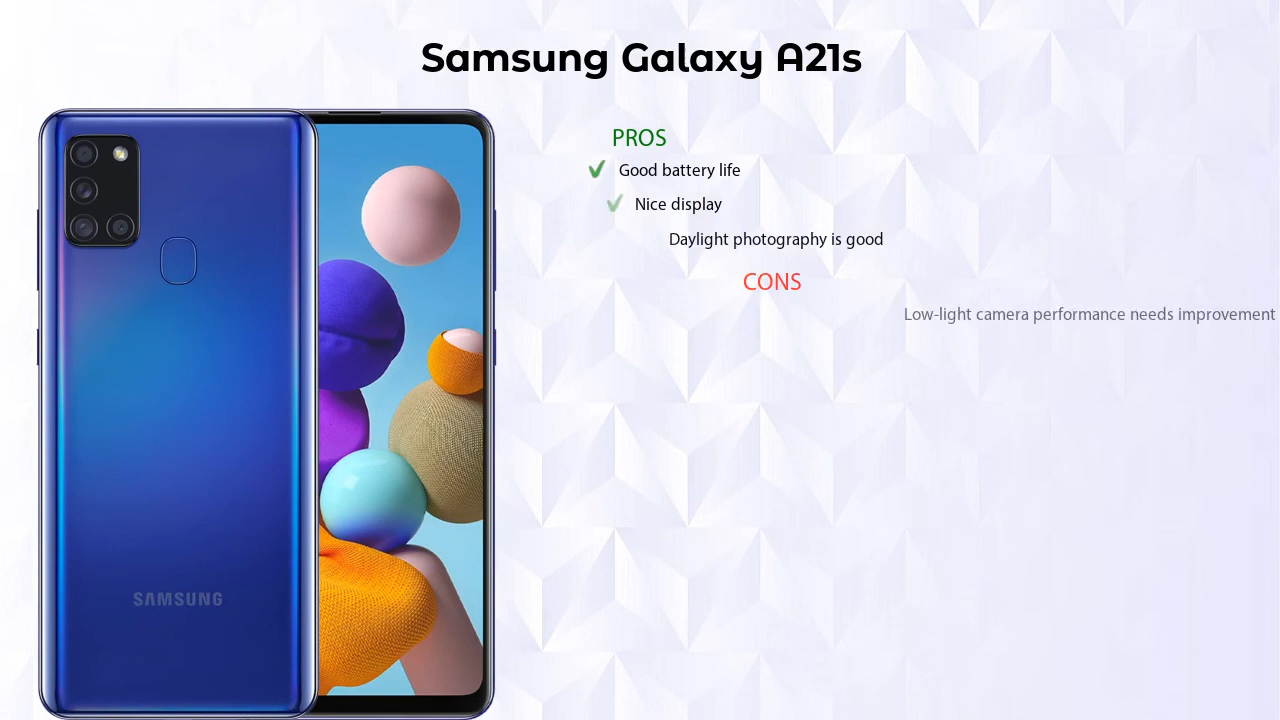 Samsung Galaxy A21s
PROS
Good battery life
Nice display
Daylight photography is good
CONS
Low-light camera performance needs improvement
SAMSUNG